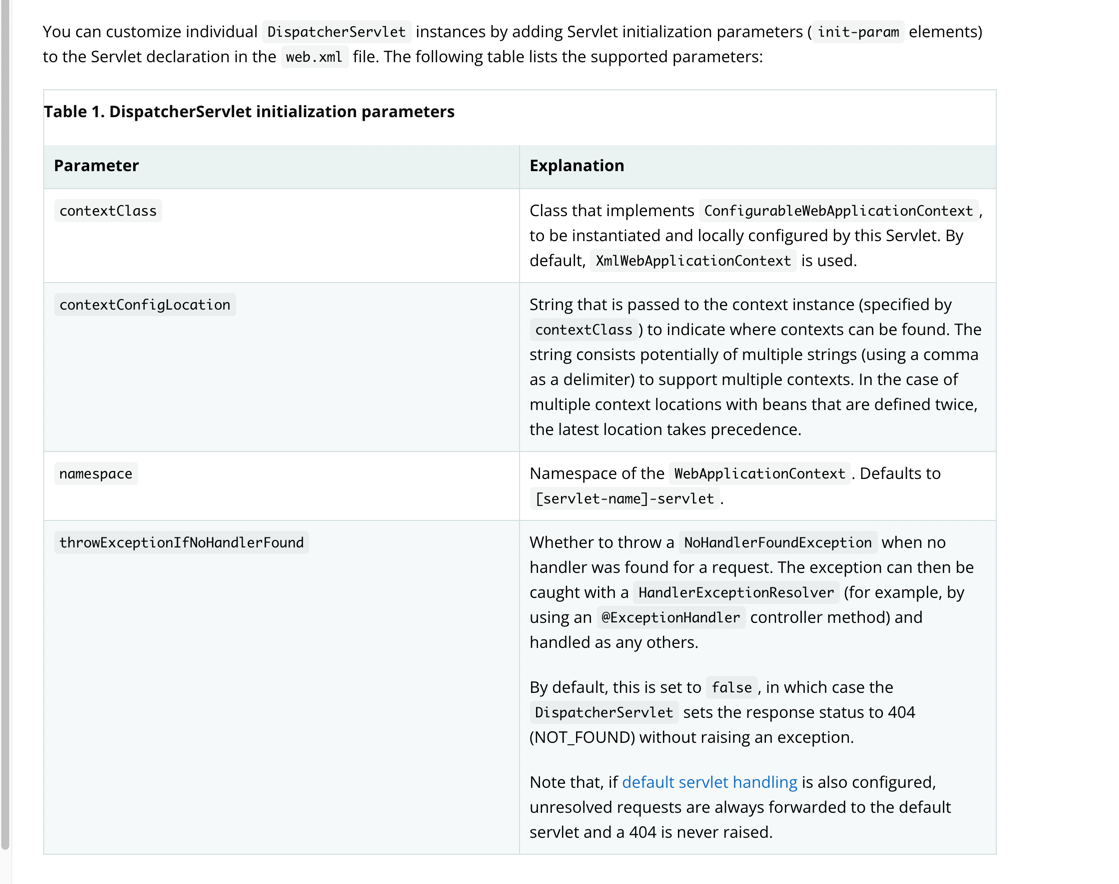 You can customize individual DispatcherServlet instances by adding Servlet initialization parameters ( init-param elements)
to the Servlet declaration in the web.xml file. The following table lists the supported parameters:
Table 1. DispatcherServlet initialization parameters
Parameter
Explanation
contextClass
Class that implements ConfigurableWebApplicationContext ,
to be instantiated and locally configured by this Servlet. By
default, XmlWebApplicationContext is used.
contextConfigLocation
String that is passed to the context instance (specified by
contextClass ) to indicate where contexts can be found. The
string consists potentially of multiple strings (using a comma
as a delimiter) to support multiple contexts. In the case of
multiple context locations with beans that are defined twice,
the latest location takes precedence.
namespace
Namespace of the WebApplicationContext . Defaults to
[servlet-name]-servlet .
throwExceptionIfNoHandlerFound
Whether to throw a NoHandlerFoundException when no
handler was found for a request. The exception can then be
caught with a HandlerExceptionResolver (for example, by
using an @ExceptionHandler controller method) and
handled as any others.
By default, this is set to false , in which case the
DispatcherServlet sets the response status to 404
(NOT_FOUND) without raising an exception.
Note that, if default servlet handling is also configured,
unresolved requests are always forwarded to the default
servlet and a 404 is never raised.